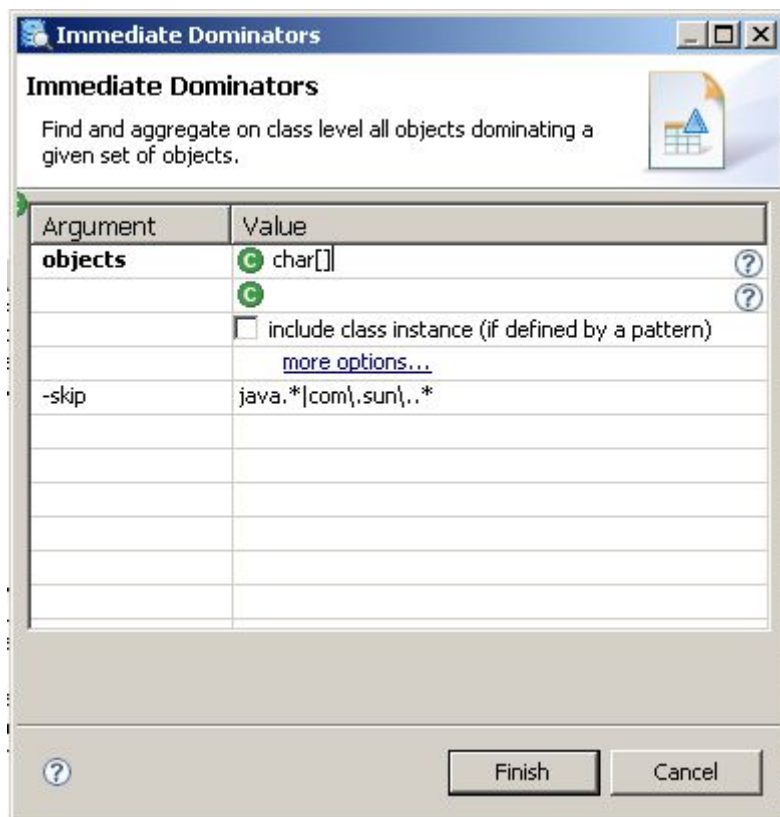 Immediate Dominators
Immediate Dominators
Find and aggregate on class level all objects dominating a
given set of objects.
Argument Value
objects C char[] ?
C ?
include class instance (if defined by a pattern)
more options...
-skip java.*|com\.sun\..*
? Finish Cancel